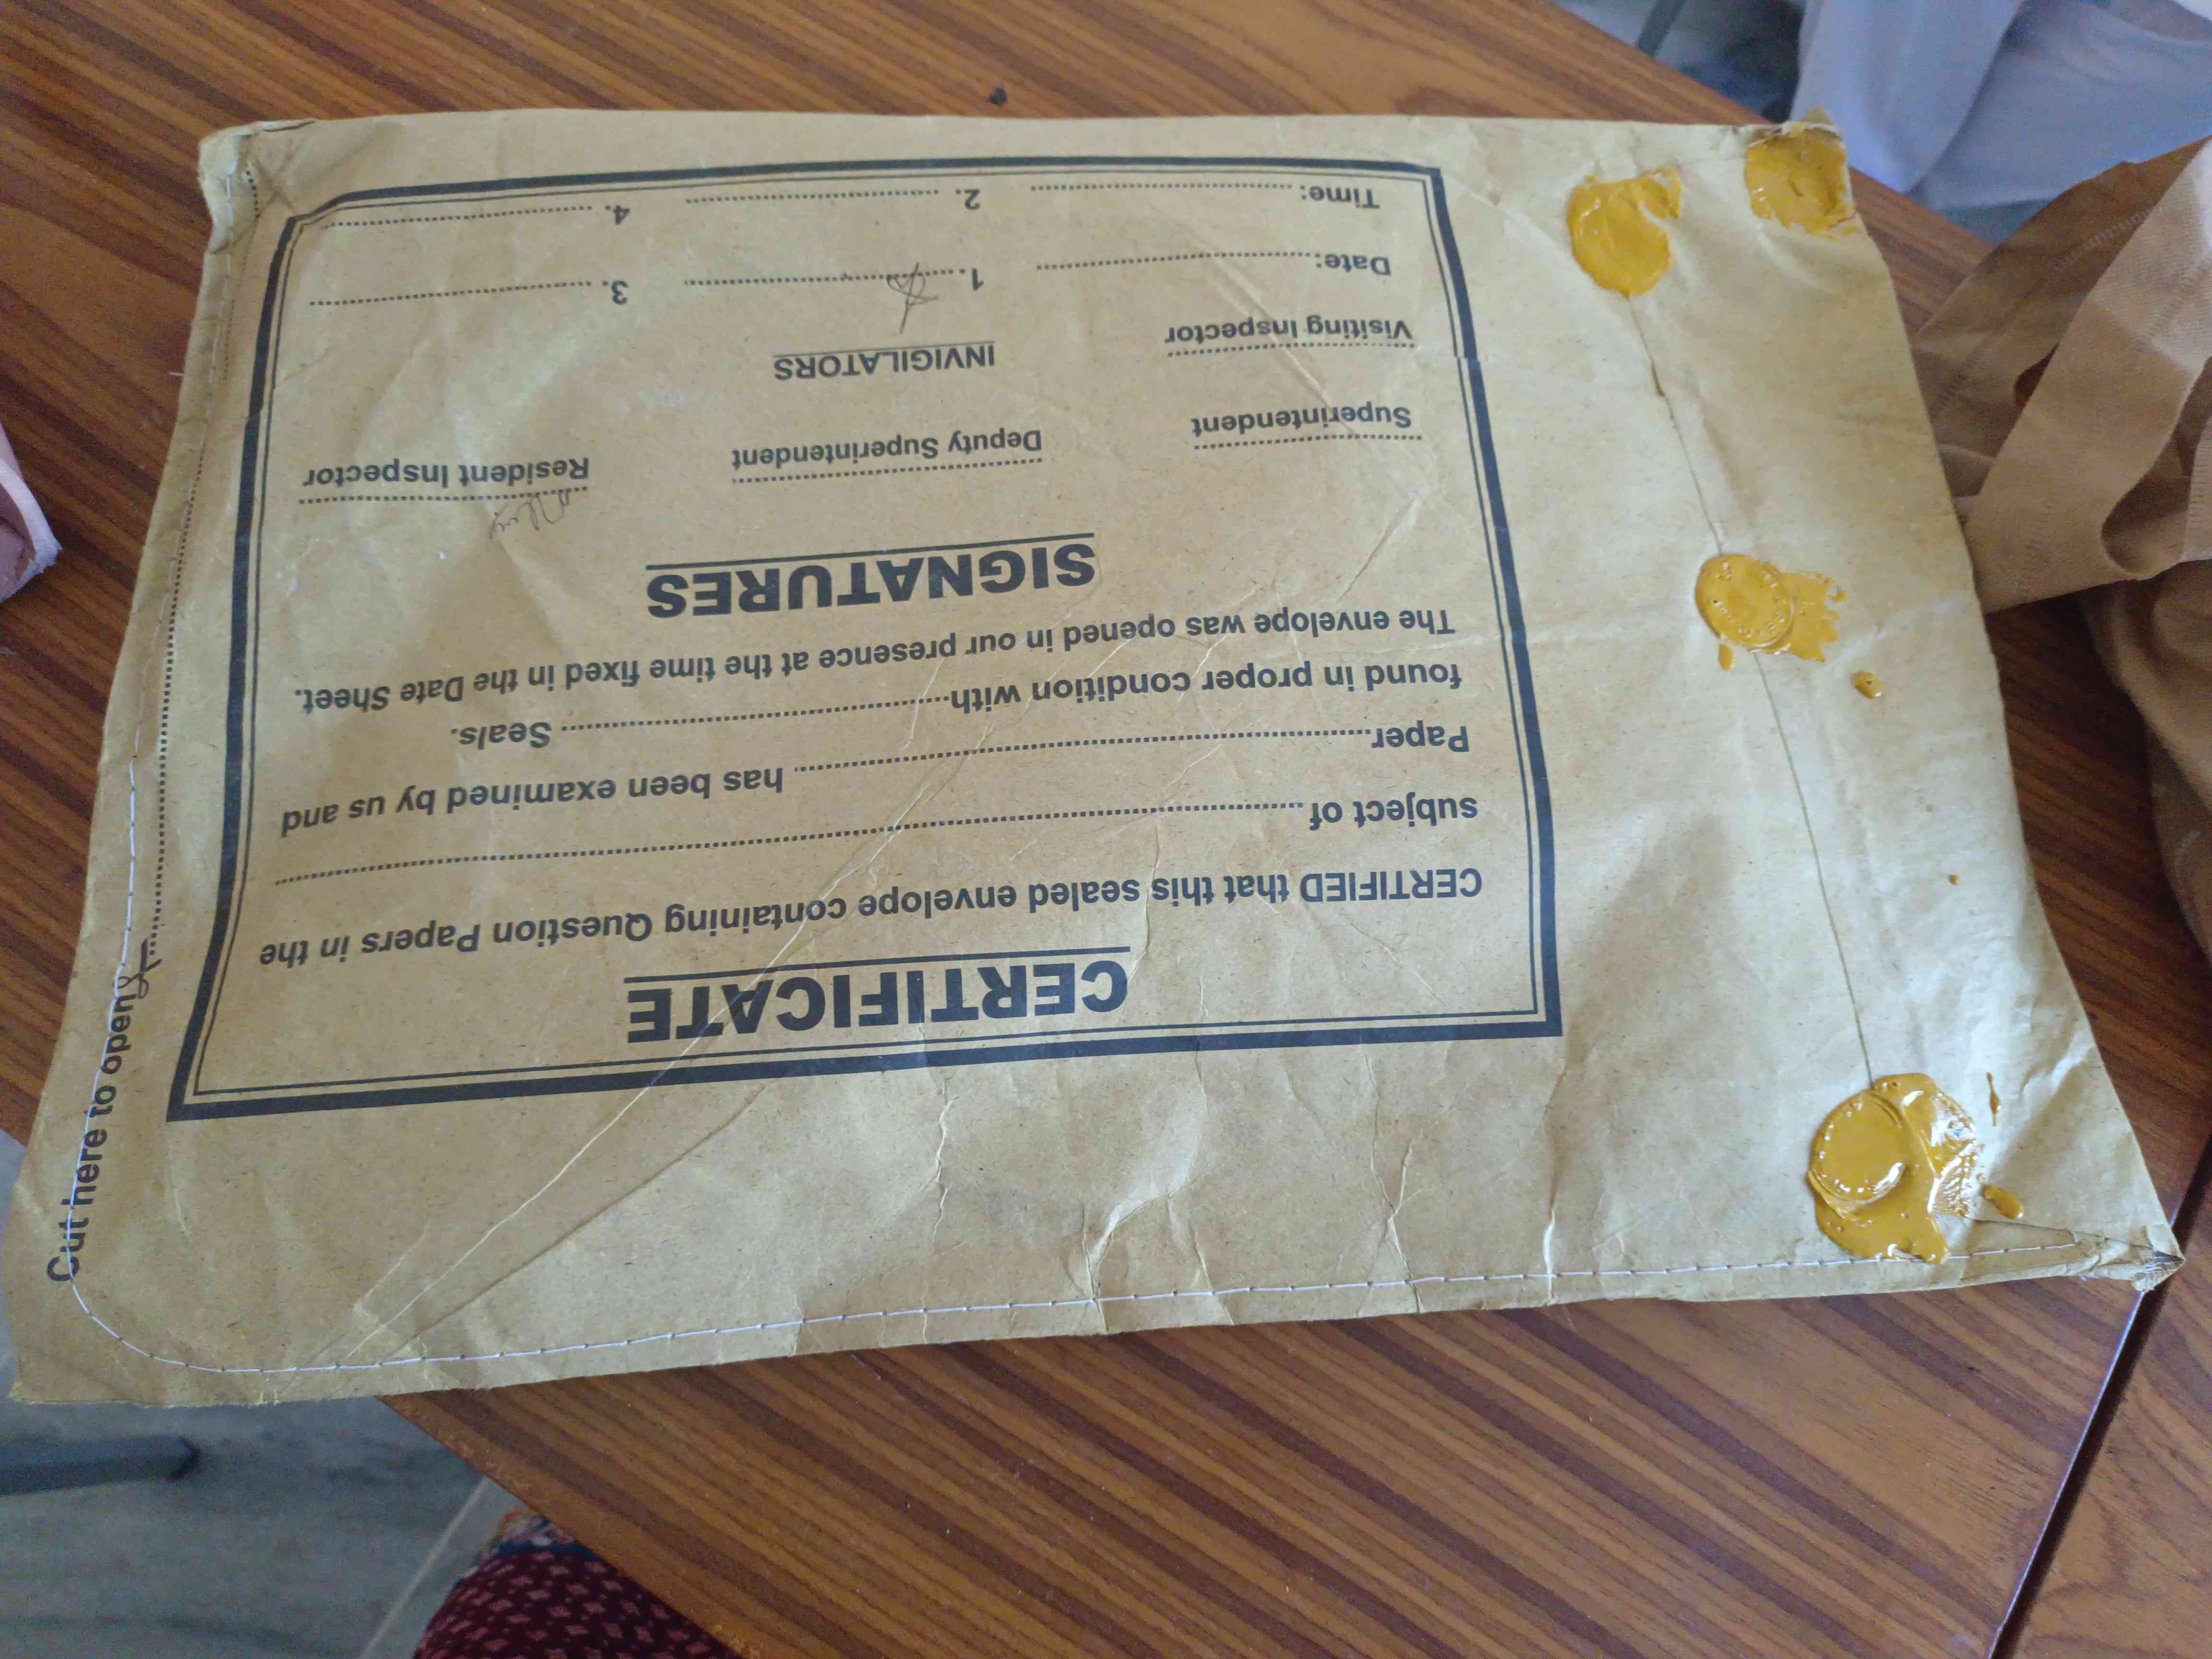 CERTIFICATE
CERTIFIED that this sealed envelope containing Question Papers in the
subject of ........................................
Paper........................................ has been examined by us and
found in proper condition with........................................ Seals.
The envelope was opened in our presence at the time fixed in the Date Sheet.
SIGNATURES
Superintendent Deputy Superintendent Resident Inspector
Visiting Inspector INVIGILATORS
Date: ........................ 1. ........................ 3. ........................
Time: ........................ 2. ........................ 4. ........................
Cut here to open